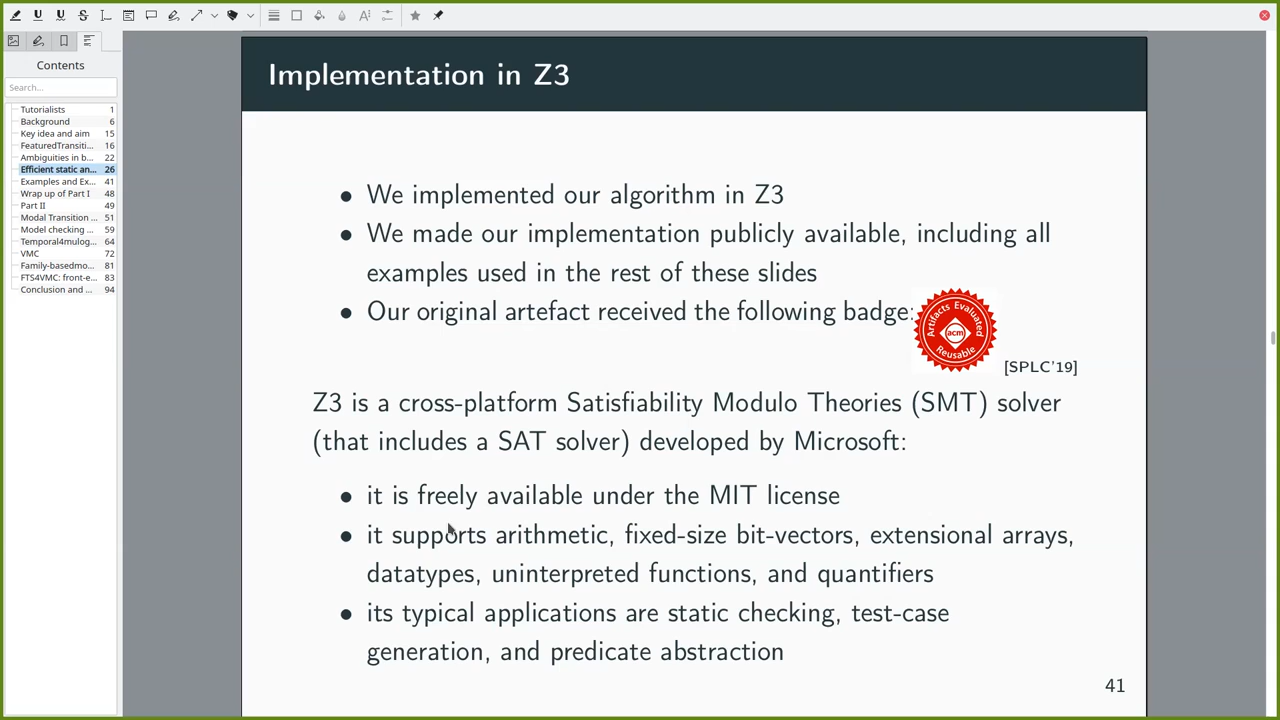 Contents
Search...
Tutorialists 1
Background 6
Key idea and aim 15
FeaturedTransiti... 16
Ambiguities in b... 22
Efficient static an... 26
Examples and Ex... 41
Wrap up of Part I 48
Part II 49
Modal Transition ... 51
Model checking ... 59
Temporal4mulog... 64
VMC 72
Family-basedmo... 81
FTS4VMC: front-e... 83
Conclusion and ... 94
Implementation in Z3
• We implemented our algorithm in Z3
• We made our implementation publicly available, including all
examples used in the rest of these slides
• Our original artefact received the following badge:
Artifacts Evaluated
acm
Reusable
[SPLC'19]
Z3 is a cross-platform Satisfiability Modulo Theories (SMT) solver
(that includes a SAT solver) developed by Microsoft:
• it is freely available under the MIT license
• it supports arithmetic, fixed-size bit-vectors, extensional arrays,
datatypes, uninterpreted functions, and quantifiers
• its typical applications are static checking, test-case
generation, and predicate abstraction
41